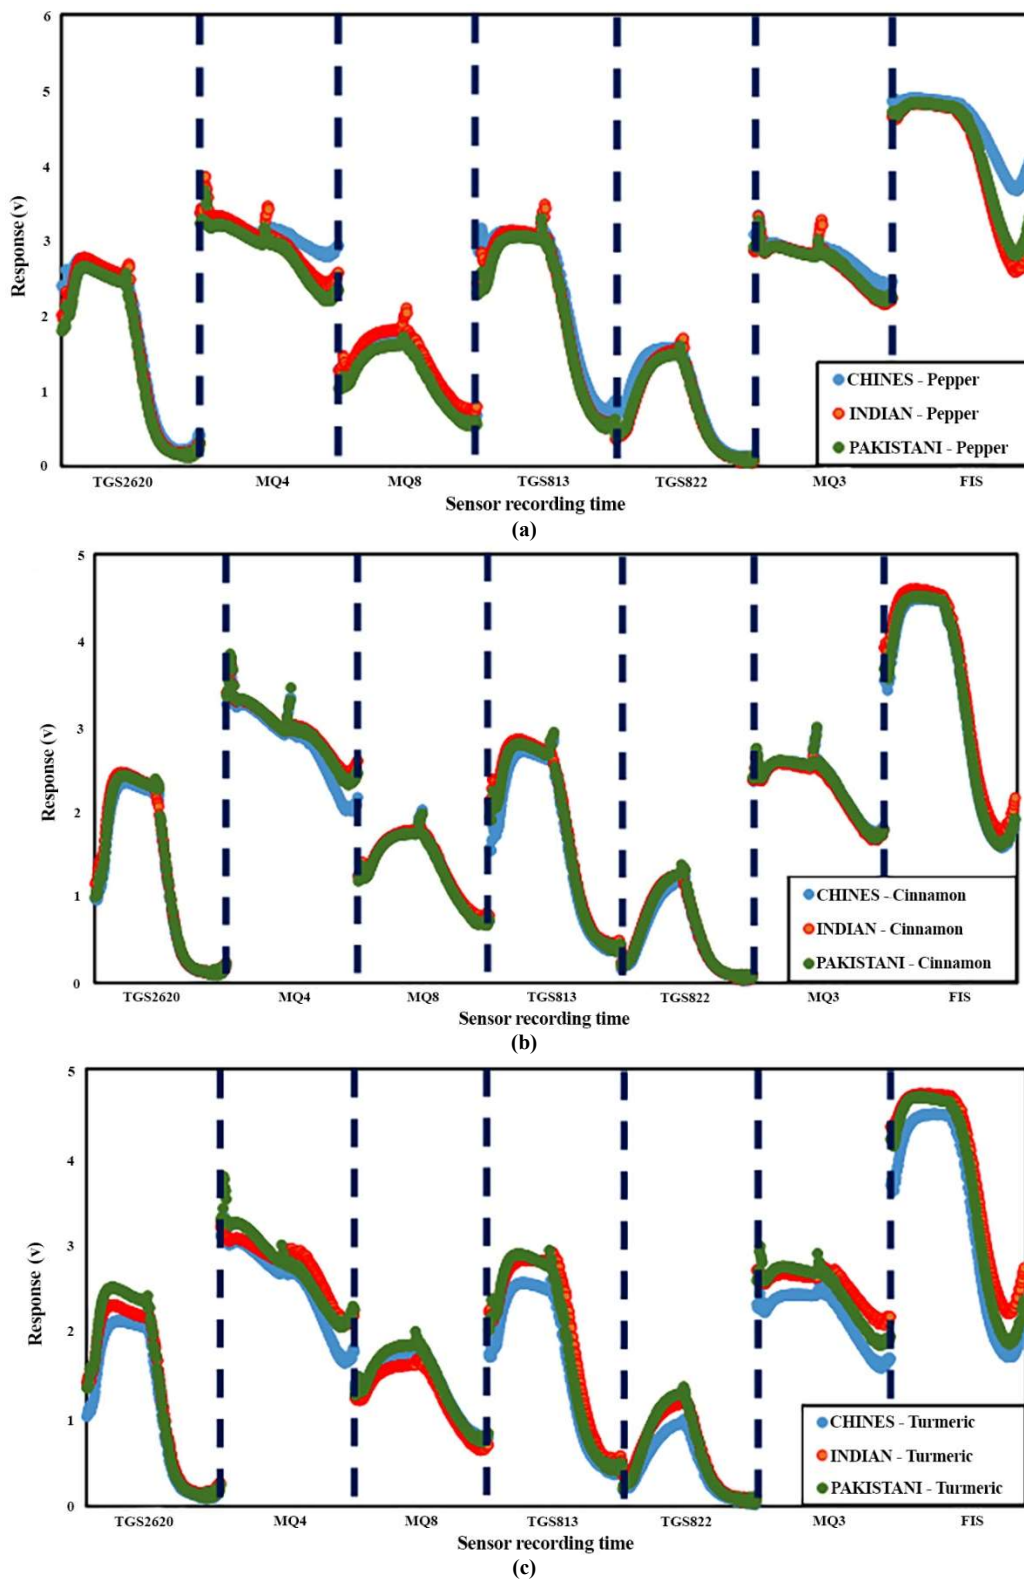 6
5
4
3
2
1
0
Response (v)
CHINES - Pepper
INDIAN - Pepper
PAKISTANI - Pepper
TGS2620 MQ4 MQ8 TGS813 TGS822 MQ3 FIS
Sensor recording time
(a)
5
4
3
2
1
0
Response (v)
CHINES - Cinnamon
INDIAN - Cinnamon
PAKISTANI - Cinnamon
TGS2620 MQ4 MQ8 TGS813 TGS822 MQ3 FIS
Sensor recording time
(b)
5
4
3
2
1
0
Response (v)
CHINES - Turmeric
INDIAN - Turmeric
PAKISTANI - Turmeric
TGS2620 MQ4 MQ8 TGS813 TGS822 MQ3 FIS
Sensor recording time
(c)